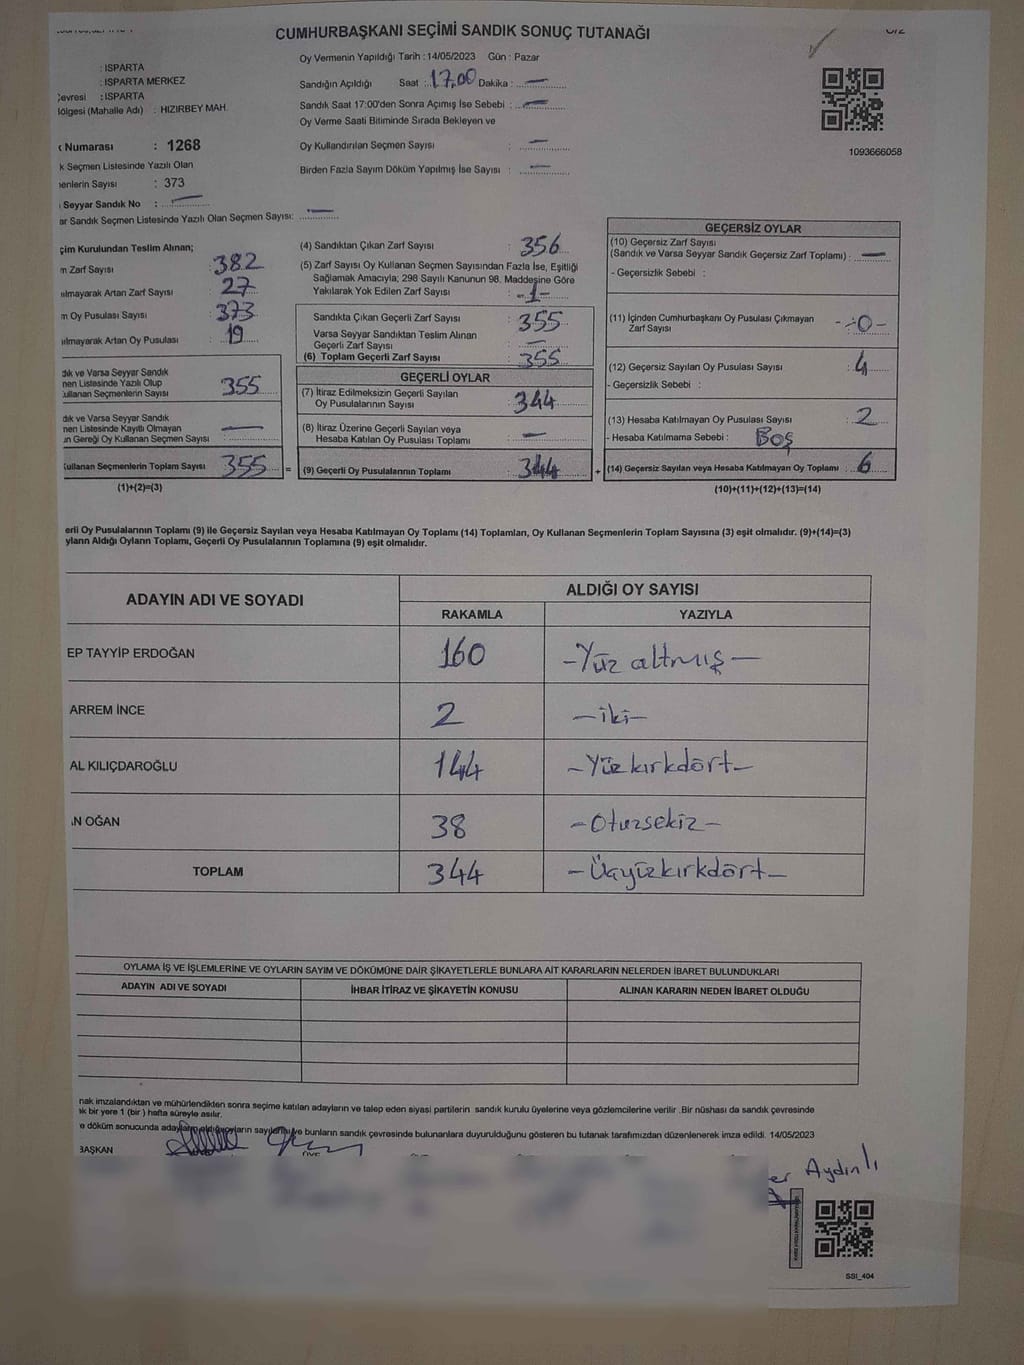 CUMHURBAŞKANI SEÇİMİ SANDIK SONUÇ TUTANAĞI
Oy Vermenin Yapıldığı Tarih : 14/05/2023 Gün : Pazar
: ISPARTA
: ISPARTA MERKEZ
Çevresi : ISPARTA
Bölgesi (Mahalle Adı) : HIZIRBEY MAH.
Numarası : 1268
k Seçmen Listesinde Yazılı Olan
menlerin Sayısı : 373
Seyyar Sandık No : —
ar Sandık Seçmen Listesinde Yazılı Olan Seçmen Sayısı: —
Sandığın Açıldığı Saat : 17,00 Dakika : —
Sandık Saat 17:00'den Sonra Açımış İse Sebebi : —
Oy Verme Saati Bitiminde Sırada Bekleyen ve
Oy Kullandırılan Seçmen Sayısı : —
Birden Fazla Sayım Döküm Yapılmış İse Sayısı : —
1093666058
çim Kurulundan Teslim Alınan;
m Zarf Sayısı : 382
ılmayarak Artan Zarf Sayısı : 27
m Oy Pusulası Sayısı : 373
ılmayarak Artan Oy Pusulası : 19
dık ve Varsa Seyyar Sandık
nen Listesinde Yazılı Olup
ullanan Seçmenlerin Sayısı : 355
dık ve Varsa Seyyar Sandık
nen Listesinde Kayıtlı Olmayan
ın Gereği Oy Kullanan Seçmen Sayısı : —
Kullanan Seçmenlerin Toplam Sayısı : 355 =
(1)+(2)=(3)
(4) Sandıktan Çıkan Zarf Sayısı : 356
(5) Zarf Sayısı Oy Kullanan Seçmen Sayısından Fazla İse, Eşitliği
Sağlamak Amacıyla; 298 Sayılı Kanunun 98. Maddesine Göre
Yakılarak Yok Edilen Zarf Sayısı : -1-
Sandıkta Çıkan Geçerli Zarf Sayısı : 355
Varsa Seyyar Sandıktan Teslim Alınan
Geçerli Zarf Sayısı : —
(6) Toplam Geçerli Zarf Sayısı : 355
GEÇERLİ OYLAR
(7) İtiraz Edilmeksizin Geçerli Sayılan
Oy Pusulalarının Sayısı : 344
(8) İtiraz Üzerine Geçerli Sayılan veya
Hesaba Katılan Oy Pusulası Toplamı : —
(9) Geçerli Oy Pusulalarının Toplamı : 344 +
GEÇERSİZ OYLAR
(10) Geçersiz Zarf Sayısı
(Sandık ve Varsa Seyyar Sandık Geçersiz Zarf Toplamı) : —
- Geçersizlik Sebebi :
(11) İçinden Cumhurbaşkanı Oy Pusulası Çıkmayan
Zarf Sayısı : -0-
(12) Geçersiz Sayılan Oy Pusulası Sayısı : 4
- Geçersizlik Sebebi :
(13) Hesaba Katılmayan Oy Pusulası Sayısı : 2
- Hesaba Katılmama Sebebi : Boş
(14) Geçersiz Sayılan veya Hesaba Katılmayan Oy Toplamı : 6
(10)+(11)+(12)+(13)=(14)
erli Oy Pusulalarının Toplamı (9) ile Geçersiz Sayılan veya Hesaba Katılmayan Oy Toplamı (14) Toplamları, Oy Kullanan Seçmenlerin Toplam Sayısına (3) eşit olmalıdır. (9)+(14)=(3)
yların Aldığı Oyların Toplamı, Geçerli Oy Pusulalarının Toplamına (9) eşit olmalıdır.
ADAYIN ADI VE SOYADI ALDIĞI OY SAYISI
RAKAMLA YAZIYLA
EP TAYYİP ERDOĞAN 160 -Yüz altmış-
ARREM İNCE 2 -iki-
AL KILIÇDAROĞLU 144 -Yüzkırkdört-
N OĞAN 38 -Otuzsekiz-
TOPLAM 344 -Üçyüzkırkdört-
OYLAMA İŞ VE İŞLEMLERİNE VE OYLARIN SAYIM VE DÖKÜMÜNE DAİR ŞİKAYETLERLE BUNLARA AİT KARARLARIN NELERDEN İBARET BULUNDUKLARI
ADAYIN ADI VE SOYADI İHBAR İTİRAZ VE ŞİKAYETİN KONUSU ALINAN KARARIN NEDEN İBARET OLDUĞU
nak imzalandıktan ve mühürlendikten sonra seçime katılan adayların ve talep eden siyasi partilerin sandık kurulu üyelerine veya gözlemcilerine verilir .Bir nüshası da sandık çevresinde
ık bir yere 1 (bir ) hafta süreyle asılır.
e döküm sonucunda adayların aldığı oyların sayıları ve bunların sandık çevresinde bulunanlara duyurulduğunu gösteren bu tutanak tarafımızdan düzenlenerek imza edildi. 14/05/2023
BAŞKAN
er Aydınlı
SSI_404